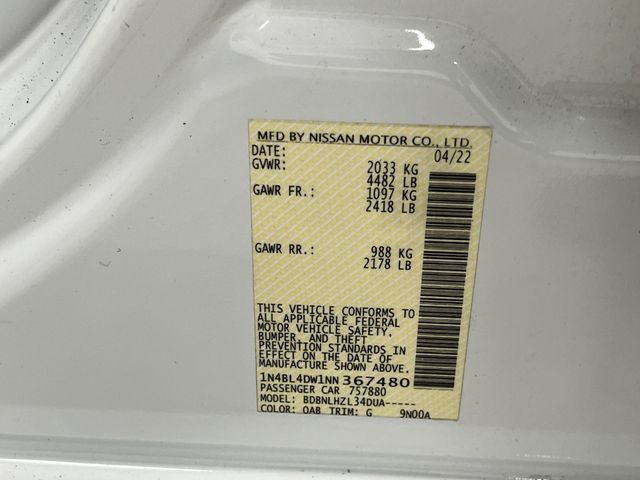 MFD BY NISSAN MOTOR CO., LTD.
DATE: 04/22
GVWR: 2033 KG
4482 LB
GAWR FR.: 1097 KG
2418 LB
GAWR RR.: 988 KG
2178 LB
THIS VEHICLE CONFORMS TO
ALL APPLICABLE FEDERAL
MOTOR VEHICLE SAFETY,
BUMPER, AND THEFT
PREVENTION STANDARDS IN
EFFECT ON THE DATE OF
MANUFACTURE SHOWN ABOVE.
1N4BL4DW1NN367480
PASSENGER CAR 757880
MODEL: BDBNLHZL34DUA-----
COLOR: QAB TRIM: G 9N00A